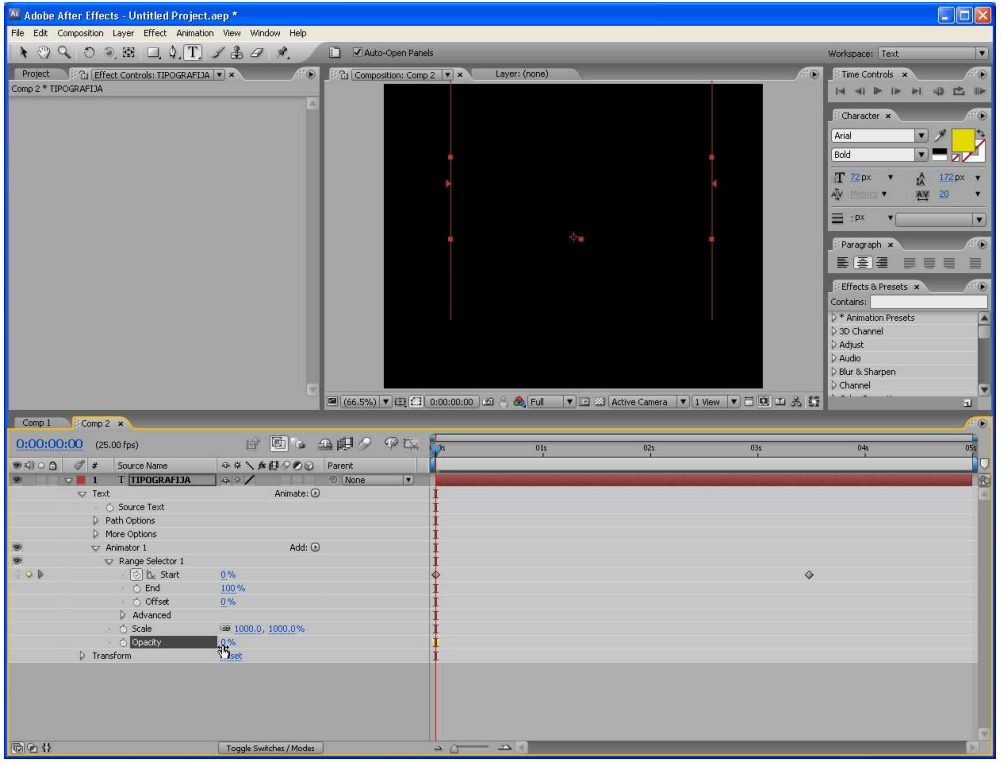 Adobe After Effects - Untitled Project.aep *
File Edit Composition Layer Effect Animation View Window Help
Auto-Open Panels
Workspace: Text
Project
Effect Controls: TIPOGRAFIJA
Comp 2 * TIPOGRAFIJA
Composition: Comp 2
Layer: (none)
Time Controls
Character
Arial
Bold
72 px 172 px
Metrics 20
- px
Paragraph
Effects & Presets
Contains:
* Animation Presets
3D Channel
Adjust
Audio
Blur & Sharpen
Channel
(66.5%) 0:00:00:00 Full Active Camera 1 View
Comp 1 Comp 2
0:00:00:00 (25.00 fps)
01s 02s 03s 04s 05s
# Source Name Parent
1 T TIPOGRAFIJA None
Text Animate:
Source Text
Path Options
More Options
Animator 1 Add:
Range Selector 1
Start 0%
End 100%
Offset 0%
Advanced
Scale 1000.0, 1000.0%
Opacity 0%
Transform
Toggle Switches / Modes